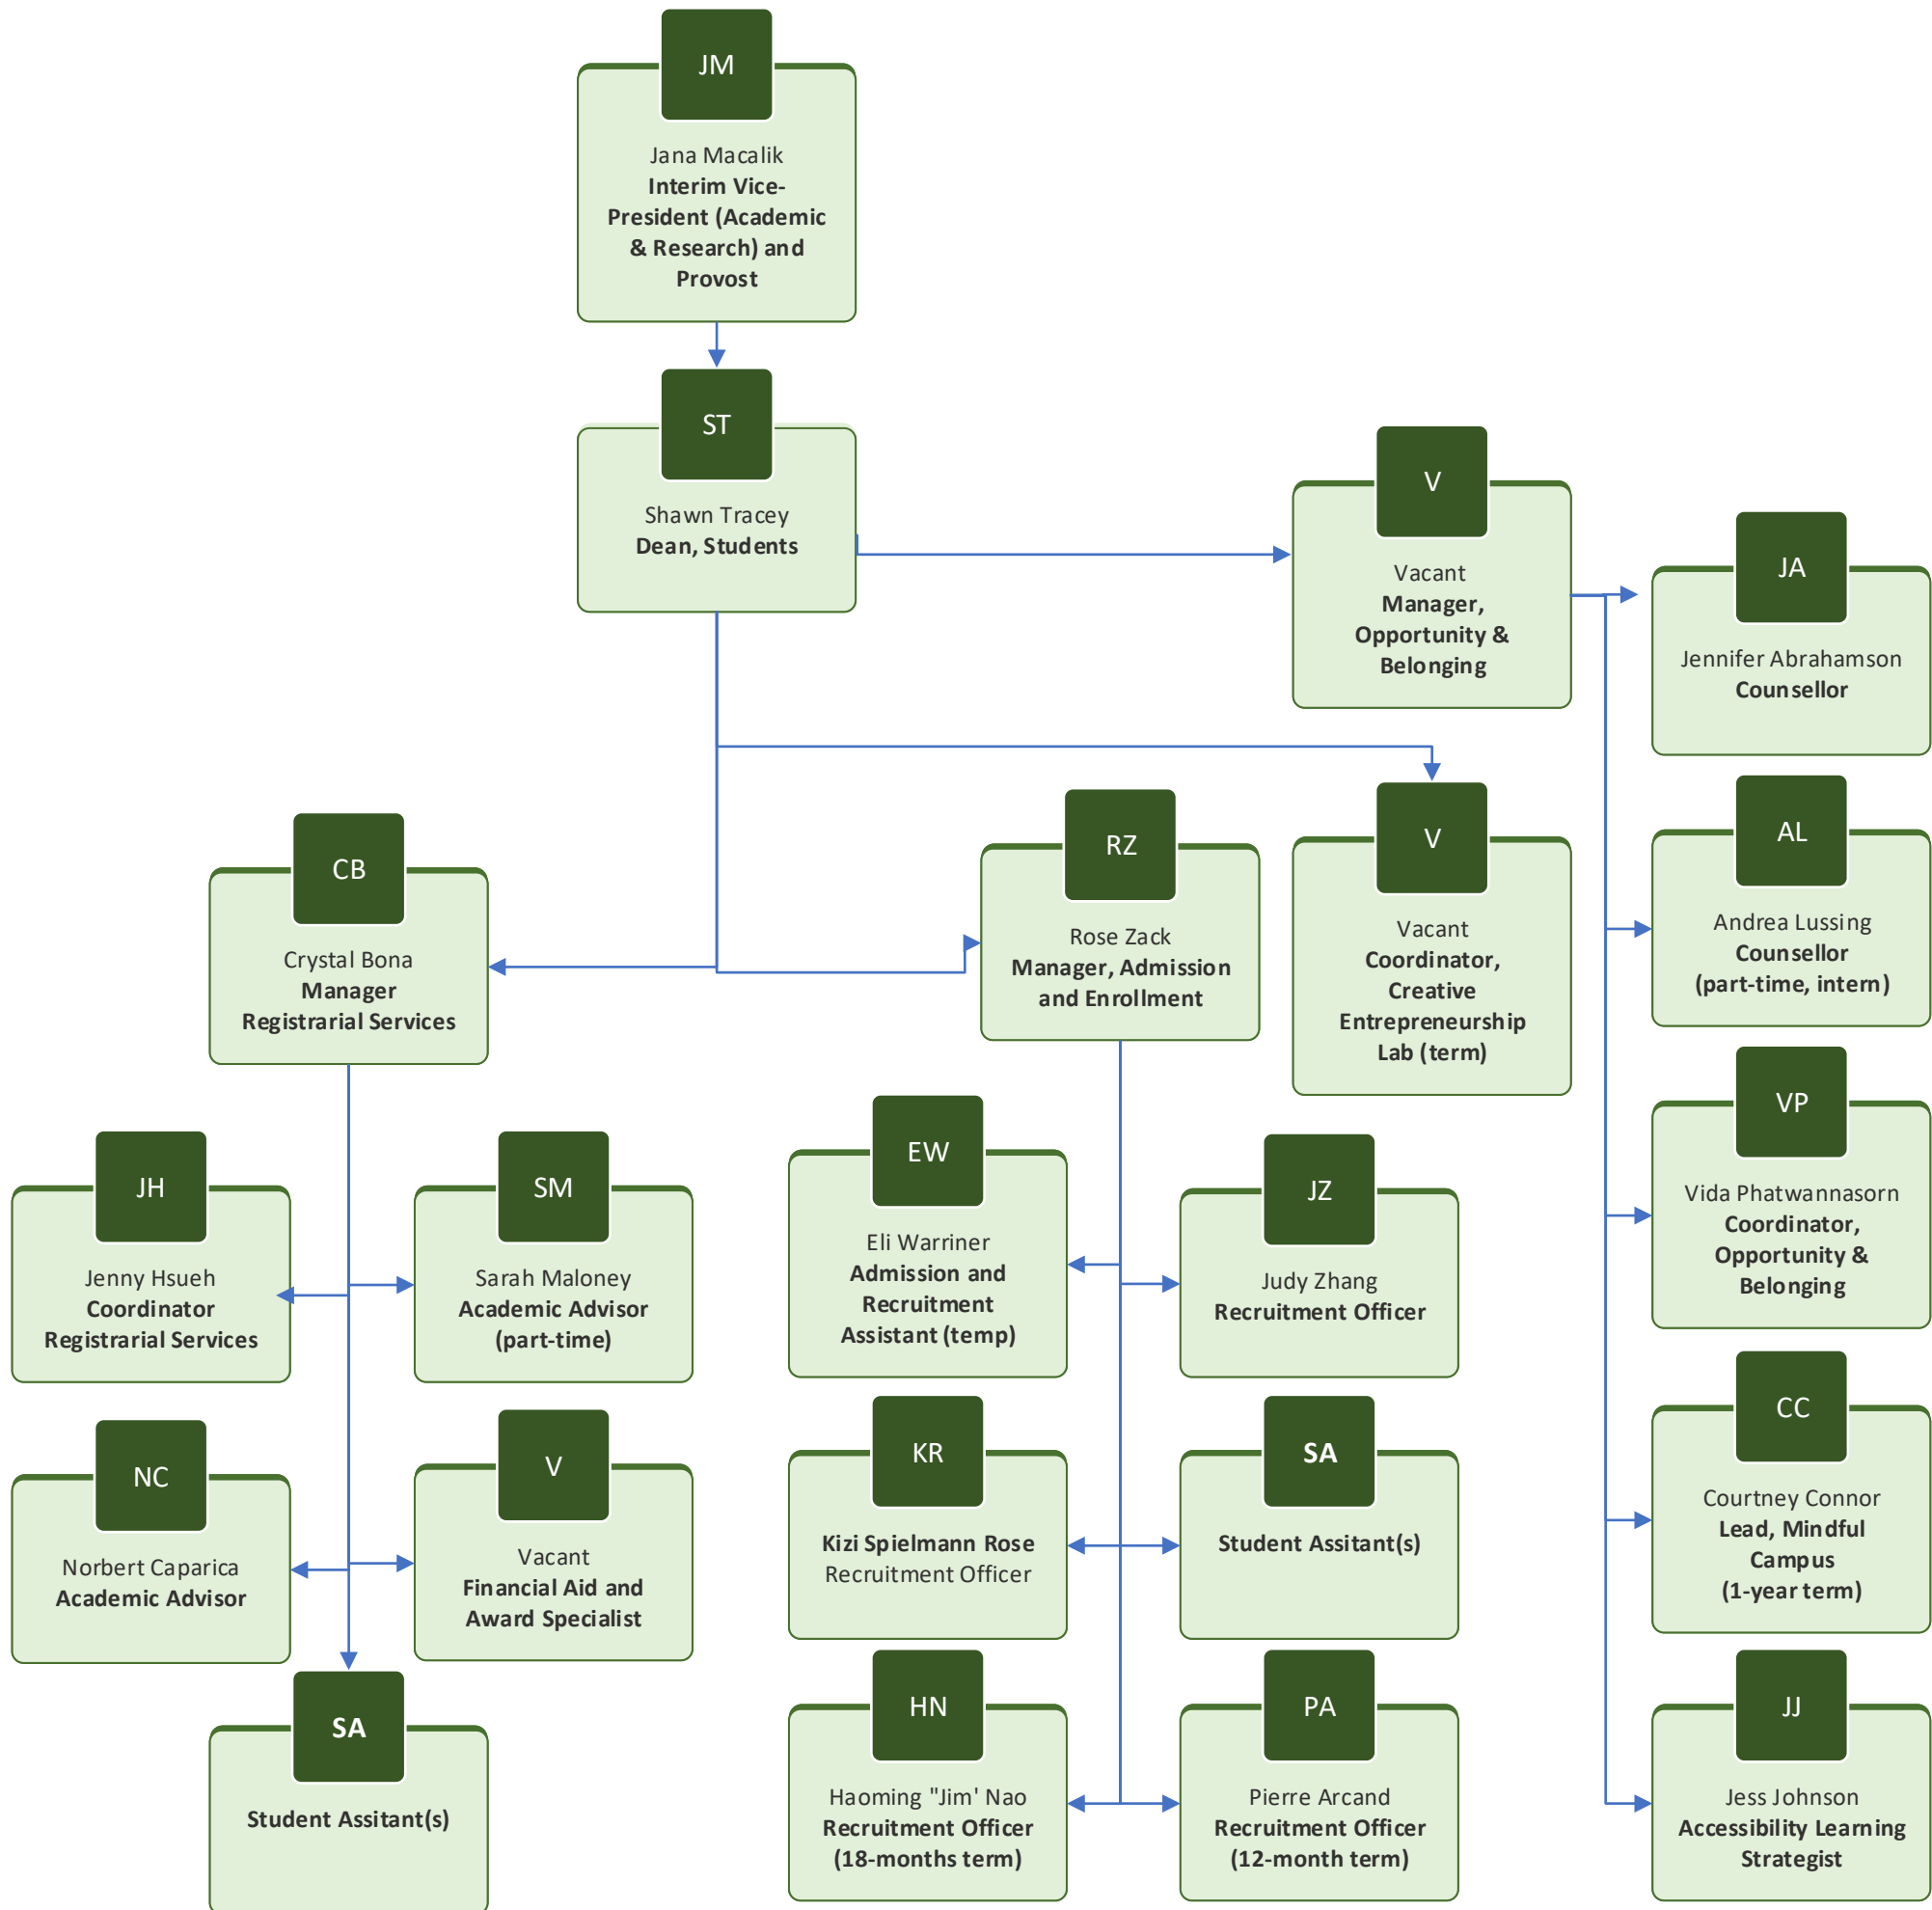 JM
Jana Macalik
Interim Vice-
President (Academic
& Research) and
Provost
ST
Shawn Tracey
Dean, Students
V
Vacant
Manager,
Opportunity &
Belonging
JA
Jennifer Abrahamson
Counsellor
AL
Andrea Lussing
Counsellor
(part-time, intern)
VP
Vida Phatwannasorn
Coordinator,
Opportunity &
Belonging
CC
Courtney Connor
Lead, Mindful
Campus
(1-year term)
JJ
Jess Johnson
Accessibility Learning
Strategist
V
Vacant
Coordinator,
Creative
Entrepreneurship
Lab (term)
CB
Crystal Bona
Manager
Registrarial Services
JH
Jenny Hsueh
Coordinator
Registrarial Services
SM
Sarah Maloney
Academic Advisor
(part-time)
NC
Norbert Caparica
Academic Advisor
V
Vacant
Financial Aid and
Award Specialist
SA
Student Assitant(s)
RZ
Rose Zack
Manager, Admission
and Enrollment
EW
Eli Warriner
Admission and
Recruitment
Assistant (temp)
JZ
Judy Zhang
Recruitment Officer
KR
Kizi Spielmann Rose
Recruitment Officer
SA
Student Assitant(s)
HN
Haoming "Jim' Nao
Recruitment Officer
(18-months term)
PA
Pierre Arcand
Recruitment Officer
(12-month term)